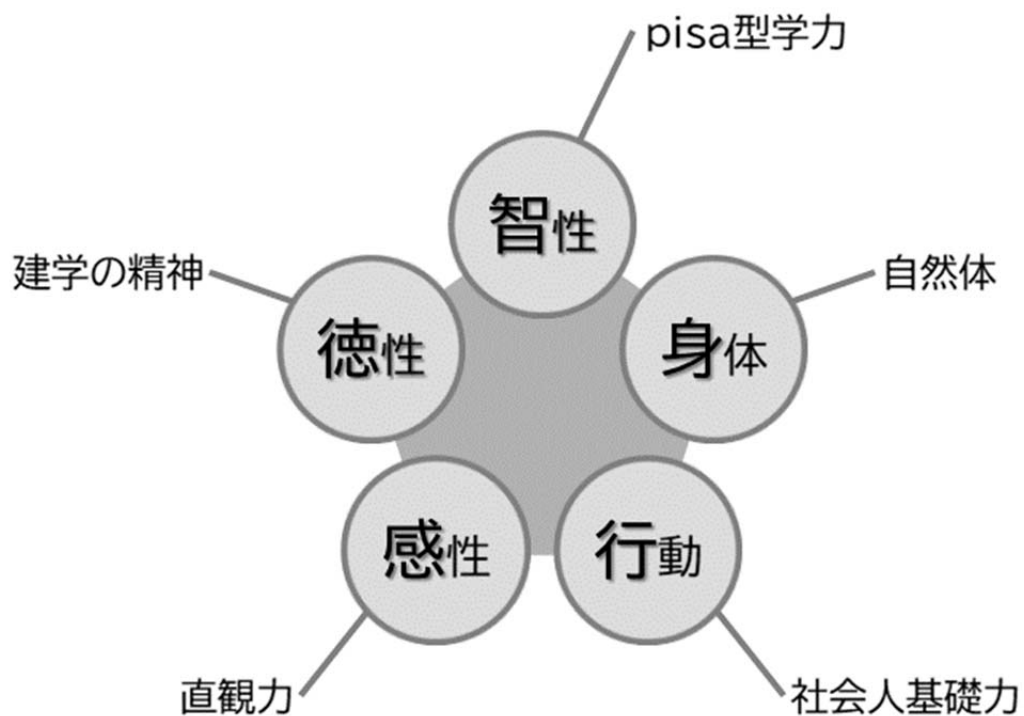 pisa型学力
智性
建学の精神
自然体
徳性
身体
感性
行動
直観力
社会人基礎力